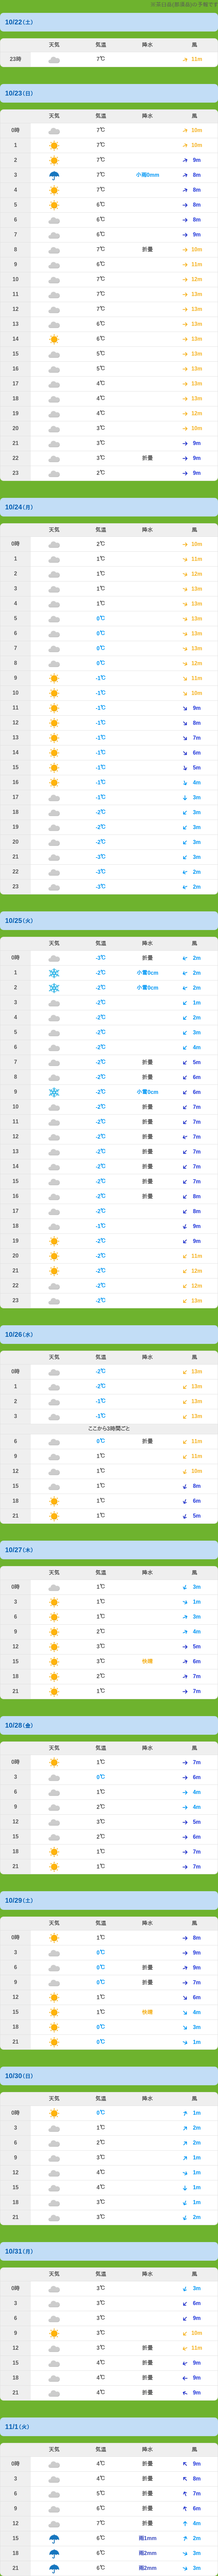 10/22(土)
天気 気温 降水 風
23時 7℃ 11m
10/23(日)
天気 気温 降水 風
0時 7℃ 10m
1 7℃ 10m
2 7℃ 9m
3 7℃ 小雨0mm 8m
4 7℃ 8m
5 6℃ 8m
6 6℃ 8m
7 6℃ 9m
8 7℃ 折畳 10m
9 6℃ 11m
10 7℃ 12m
11 7℃ 13m
12 7℃ 13m
13 6℃ 13m
14 6℃ 13m
15 5℃ 13m
16 5℃ 13m
17 4℃ 13m
18 4℃ 13m
19 4℃ 12m
20 3℃ 10m
21 3℃ 9m
22 3℃ 折畳 9m
23 2℃ 9m
10/24(月)
天気 気温 降水 風
0時 2℃ 10m
1 1℃ 11m
2 1℃ 12m
3 1℃ 13m
4 1℃ 13m
5 0℃ 13m
6 0℃ 13m
7 0℃ 13m
8 0℃ 12m
9 -1℃ 11m
10 -1℃ 10m
11 -1℃ 9m
12 -1℃ 8m
13 -1℃ 7m
14 -1℃ 6m
15 -1℃ 5m
16 -1℃ 4m
17 -1℃ 3m
18 -2℃ 3m
19 -2℃ 3m
20 -2℃ 3m
21 -3℃ 3m
22 -3℃ 2m
23 -3℃ 2m
10/25(火)
天気 気温 降水 風
0時 -3℃ 折畳 2m
1 -2℃ 小雪0cm 2m
2 -2℃ 小雪0cm 2m
3 -2℃ 1m
4 -2℃ 2m
5 -2℃ 3m
6 -2℃ 4m
7 -2℃ 折畳 5m
8 -2℃ 折畳 6m
9 -2℃ 小雪0cm 6m
10 -2℃ 折畳 7m
11 -2℃ 折畳 7m
12 -2℃ 折畳 7m
13 -2℃ 折畳 7m
14 -2℃ 折畳 7m
15 -2℃ 折畳 7m
16 -2℃ 折畳 8m
17 -2℃ 8m
18 -1℃ 9m
19 -2℃ 9m
20 -2℃ 11m
21 -2℃ 12m
22 -2℃ 12m
23 -2℃ 13m
10/26(水)
天気 気温 降水 風
0時 -2℃ 13m
1 -1℃ 13m
2 -1℃ 13m
3 -1℃ 13m
ここから3時間ごと
6 0℃ 折畳 11m
9 1℃ 11m
12 1℃ 10m
15 1℃ 8m
18 1℃ 6m
21 1℃ 5m
10/27(木)
天気 気温 降水 風
0時 1℃ 3m
3 1℃ 1m
6 1℃ 3m
9 2℃ 4m
12 3℃ 5m
15 3℃ 快晴 6m
18 2℃ 7m
21 1℃ 7m
10/28(金)
天気 気温 降水 風
0時 1℃ 7m
3 0℃ 6m
6 1℃ 4m
9 2℃ 4m
12 3℃ 5m
15 2℃ 6m
18 1℃ 7m
21 1℃ 7m
10/29(土)
天気 気温 降水 風
0時 1℃ 8m
3 0℃ 9m
6 0℃ 折畳 9m
9 0℃ 折畳 7m
12 1℃ 6m
15 1℃ 快晴 4m
18 0℃ 3m
21 0℃ 1m
10/30(日)
天気 気温 降水 風
0時 0℃ 1m
3 1℃ 2m
6 2℃ 2m
9 3℃ 1m
12 4℃ 1m
15 4℃ 1m
18 3℃ 1m
21 3℃ 2m
10/31(月)
天気 気温 降水 風
0時 3℃ 3m
3 3℃ 6m
6 3℃ 9m
9 3℃ 10m
12 3℃ 折畳 11m
15 4℃ 折畳 9m
18 4℃ 折畳 9m
21 4℃ 折畳 9m
11/1(火)
天気 気温 降水 風
0時 4℃ 折畳 9m
3 4℃ 折畳 8m
6 5℃ 折畳 7m
9 6℃ 折畳 6m
12 7℃ 折畳 4m
15 6℃ 雨1mm 2m
18 6℃ 雨2mm 3m
21 6℃ 雨2mm 3m